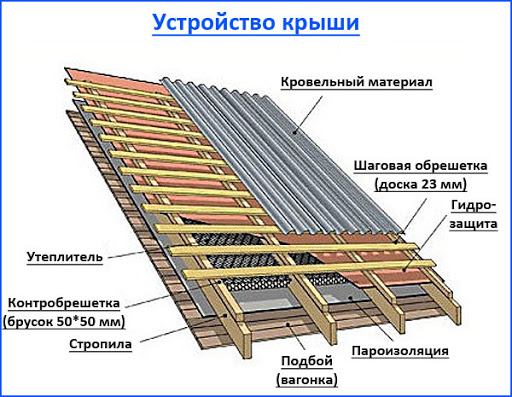 Устройство крыши
Кровельный материал
Шаговая обрешетка
(доска 23 мм)
Гидро-
защита
Утеплитель
Контробрешетка
(брусок 50*50 мм)
Стропила
Подбой
(вагонка)
Пароизоляция